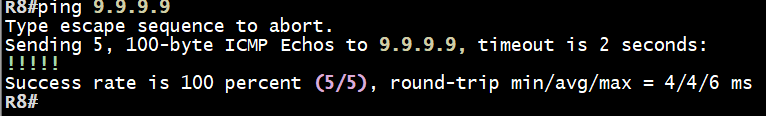 R8#ping 9.9.9.9
Type escape sequence to abort.
Sending 5, 100-byte ICMP Echos to 9.9.9.9, timeout is 2 seconds:
!!!!!
Success rate is 100 percent (5/5), round-trip min/avg/max = 4/4/6 ms
R8#